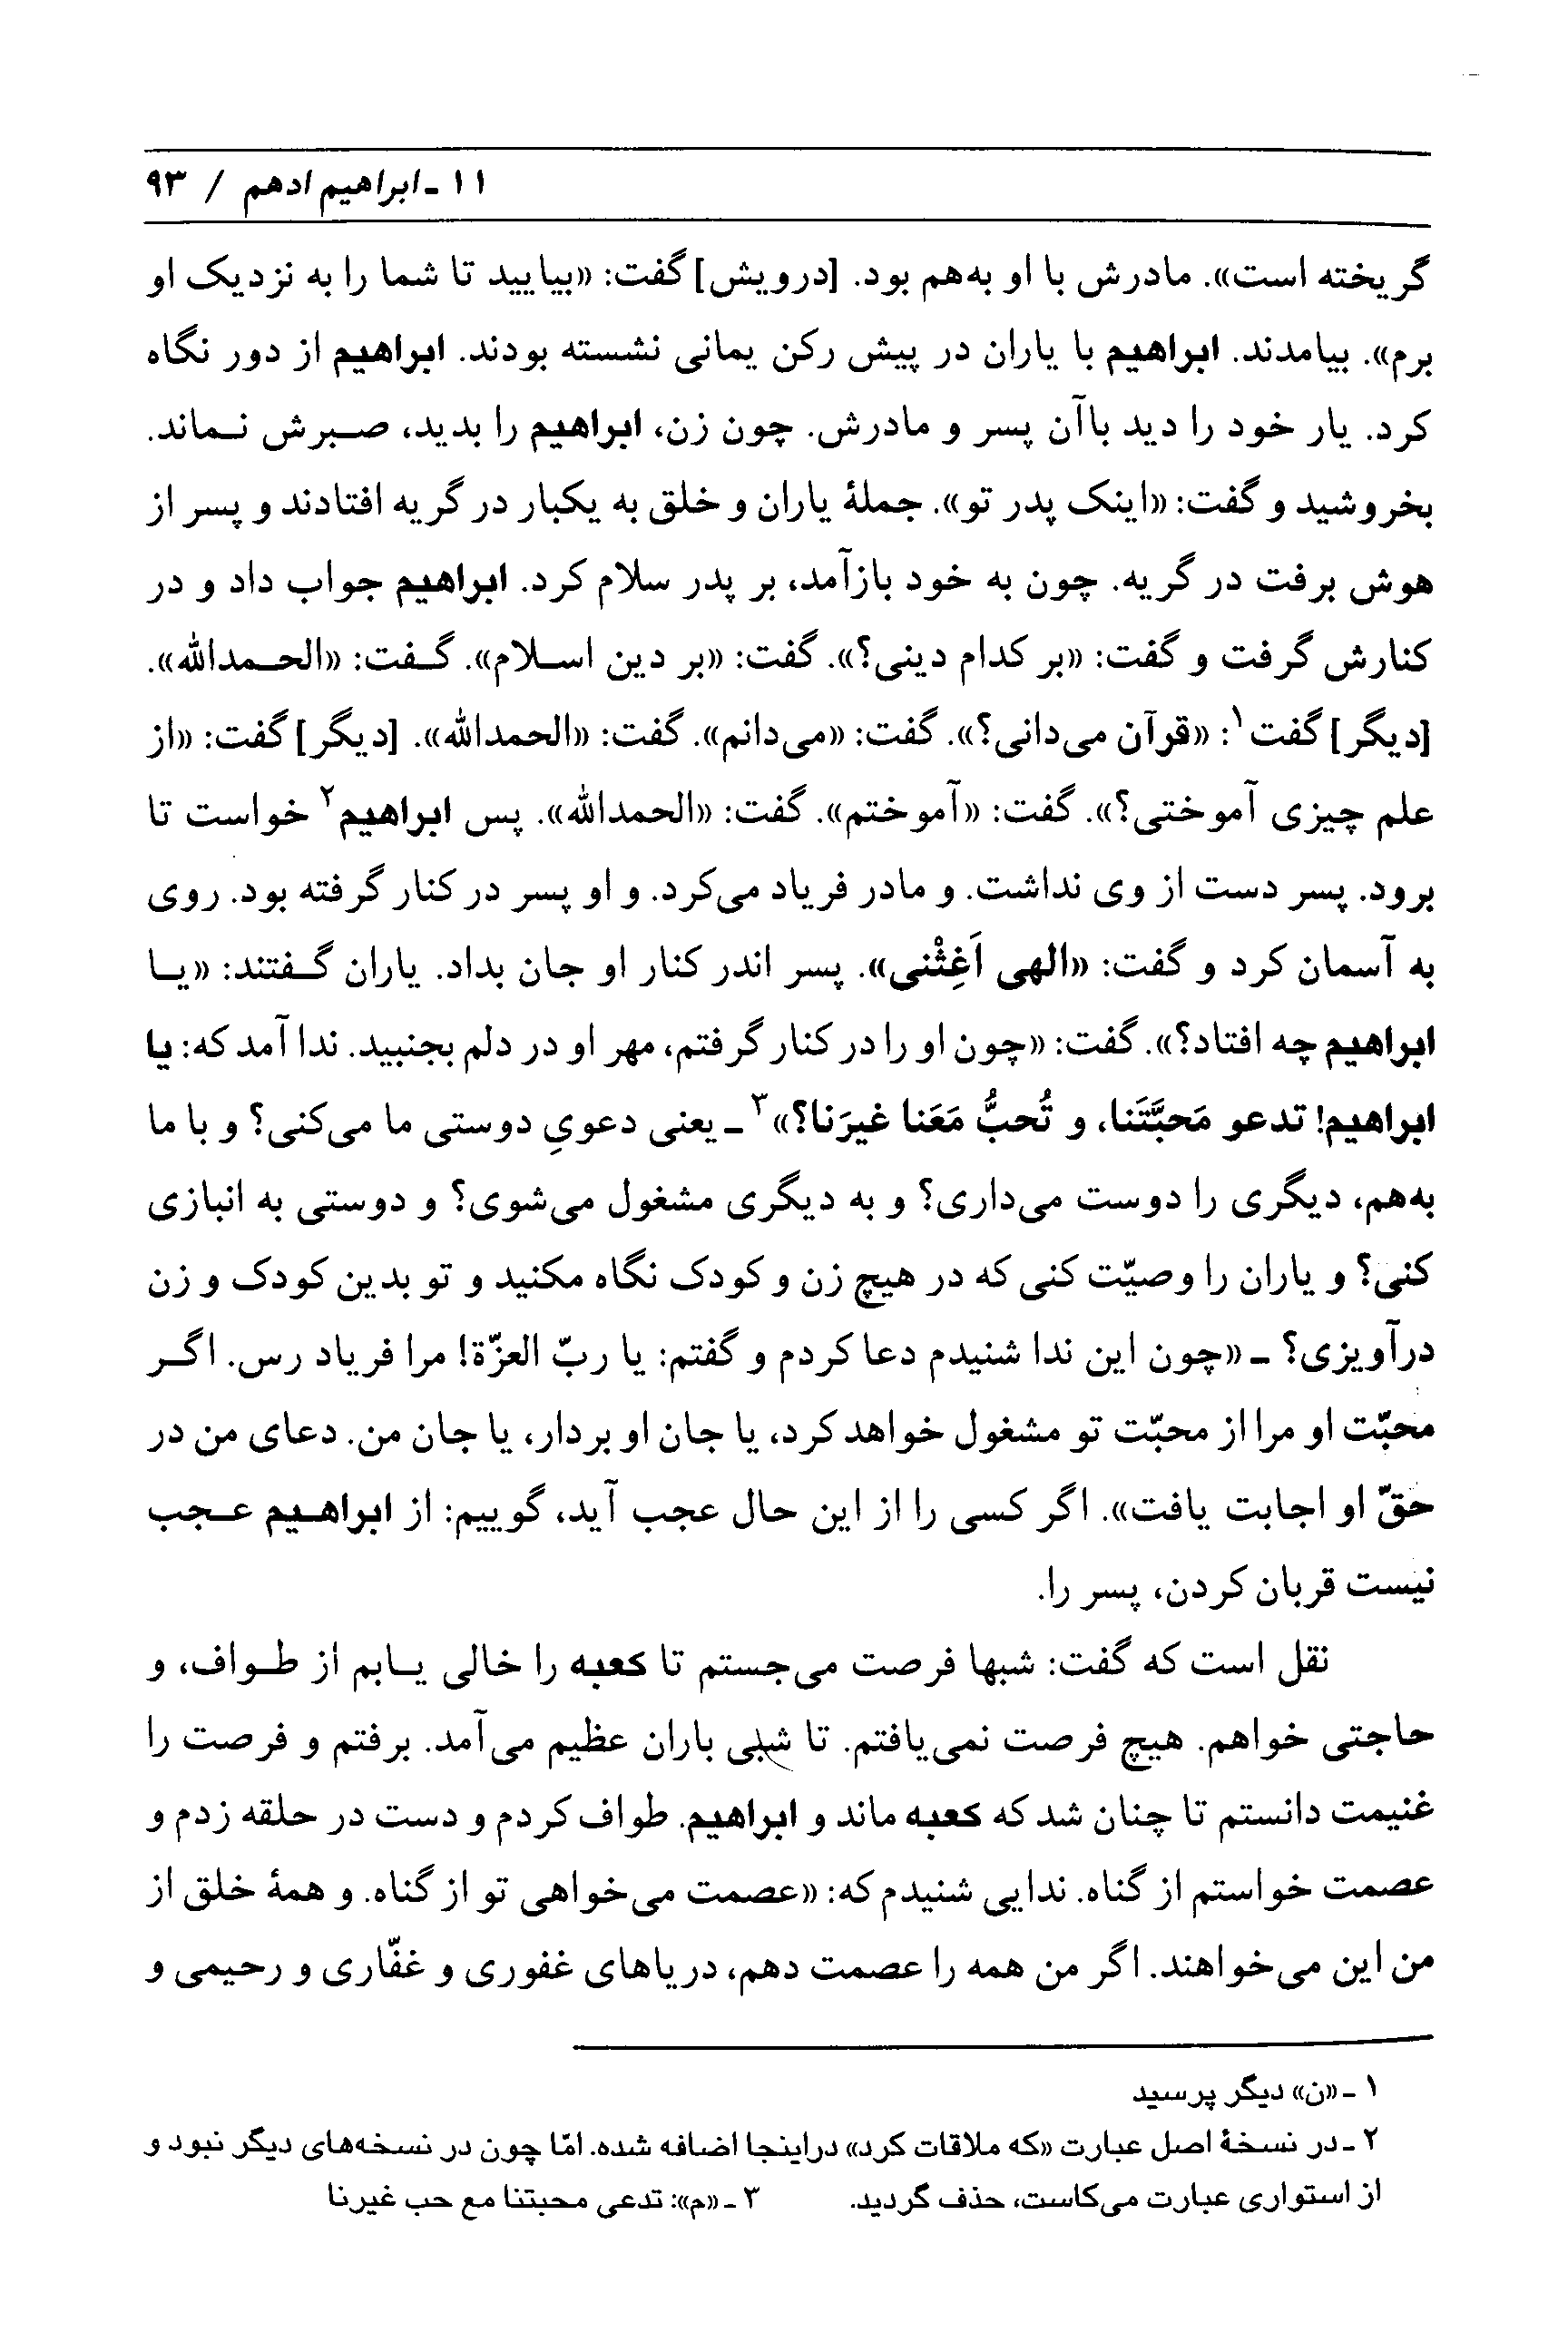 ۱۱ ـ ابراهیم ادهم / ۹۳
گریخته است». مادرش با او به‌هم بود. [درویش] گفت: «بیایید تا شما را به نزدیک او
برم». بیامدند. ابراهیم با یاران در پیش رکن یمانی نشسته بودند. ابراهیم از دور نگاه
کرد. یار خود را دید باآن پسر و مادرش. چون زن، ابراهیم را بدید، صبرش نماند.
بخروشید و گفت: «اینک پدر تو». جملهٔ یاران و خلق به یکبار در گریه افتادند و پسر از
هوش برفت در گریه. چون به خود بازآمد، بر پدر سلام کرد. ابراهیم جواب داد و در
کنارش گرفت و گفت: «بر کدام دینی؟». گفت: «بر دین اسلام». گفت: «الحمدالله».
[دیگر] گفت۱: «قرآن می‌دانی؟». گفت: «می‌دانم». گفت: «الحمدالله». [دیگر] گفت: «از
علم چیزی آموختی؟». گفت: «آموختم». گفت: «الحمدالله». پس ابراهیم۲ خواست تا
برود. پسر دست از وی نداشت. و مادر فریاد می‌کرد. و او پسر در کنار گرفته بود. روی
به آسمان کرد و گفت: «الهی اَغِثْنی». پسر اندر کنار او جان بداد. یاران گفتند: «یا
ابراهیم چه افتاد؟». گفت: «چون او را در کنار گرفتم، مهر او در دلم بجنبید. ندا آمد که: یا
ابراهیم! تدعو مَحبَّتَنا، و تُحبُّ مَعَنا غیرَنا؟»۳ ـ یعنی دعویِ دوستی ما می‌کنی؟ و با ما
به‌هم، دیگری را دوست می‌داری؟ و به دیگری مشغول می‌شوی؟ و دوستی به انبازی
کنی؟ و یاران را وصیّت کنی که در هیچ زن و کودک نگاه مکنید و تو بدین کودک و زن
درآویزی؟ ـ «چون این ندا شنیدم دعا کردم و گفتم: یا ربّ العزّة! مرا فریاد رس. اگر
محبّت او مرا از محبّت تو مشغول خواهد کرد، یا جان او بردار، یا جان من. دعای من در
حقّ او اجابت یافت». اگر کسی را از این حال عجب آید، گوییم: از ابراهیم عجب
نیست قربان کردن، پسر را.
نقل است که گفت: شبها فرصت می‌جستم تا کعبه را خالی یابم از طواف، و
حاجتی خواهم. هیچ فرصت نمی‌یافتم. تا شبی باران عظیم می‌آمد. برفتم و فرصت را
غنیمت دانستم تا چنان شد که کعبه ماند و ابراهیم. طواف کردم و دست در حلقه زدم و
عصمت خواستم از گناه. ندایی شنیدم که: «عصمت می‌خواهی تو از گناه. و همهٔ خلق از
من این می‌خواهند. اگر من همه را عصمت دهم، دریاهای غفوری و غفّاری و رحیمی و
۱ ـ «ن» دیگر پرسید
۲ ـ در نسخهٔ اصل عبارت «که ملاقات کرد» دراینجا اضافه شده. امّا چون در نسخه‌های دیگر نبود و
از استواری عبارت می‌کاست، حذف گردید. ۳ ـ «م»: تدعی محبتنا مع حب غیرنا